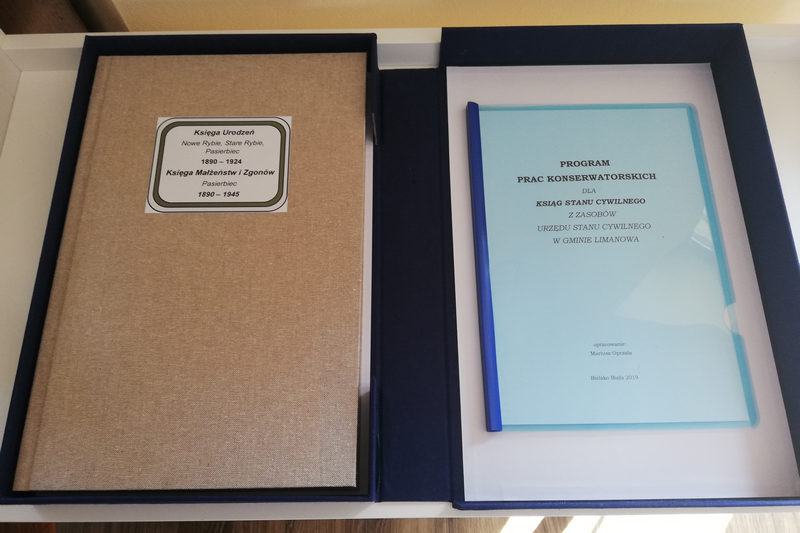 Księga Urodzeń
Nowe Rybie, Stare Rybie,
Pasierbiec
1890 – 1924
Księga Małżeństw i Zgonów
Pasierbiec
1890 – 1945
PROGRAM
PRAC KONSERWATORSKICH
DLA
KSIĄG STANU CYWILNEGO
Z ZASOBÓW
URZĘDU STANU CYWILNEGO
W GMINIE LIMANOWA
opracowanie:
Mariusz
Bielsko Biała 2019